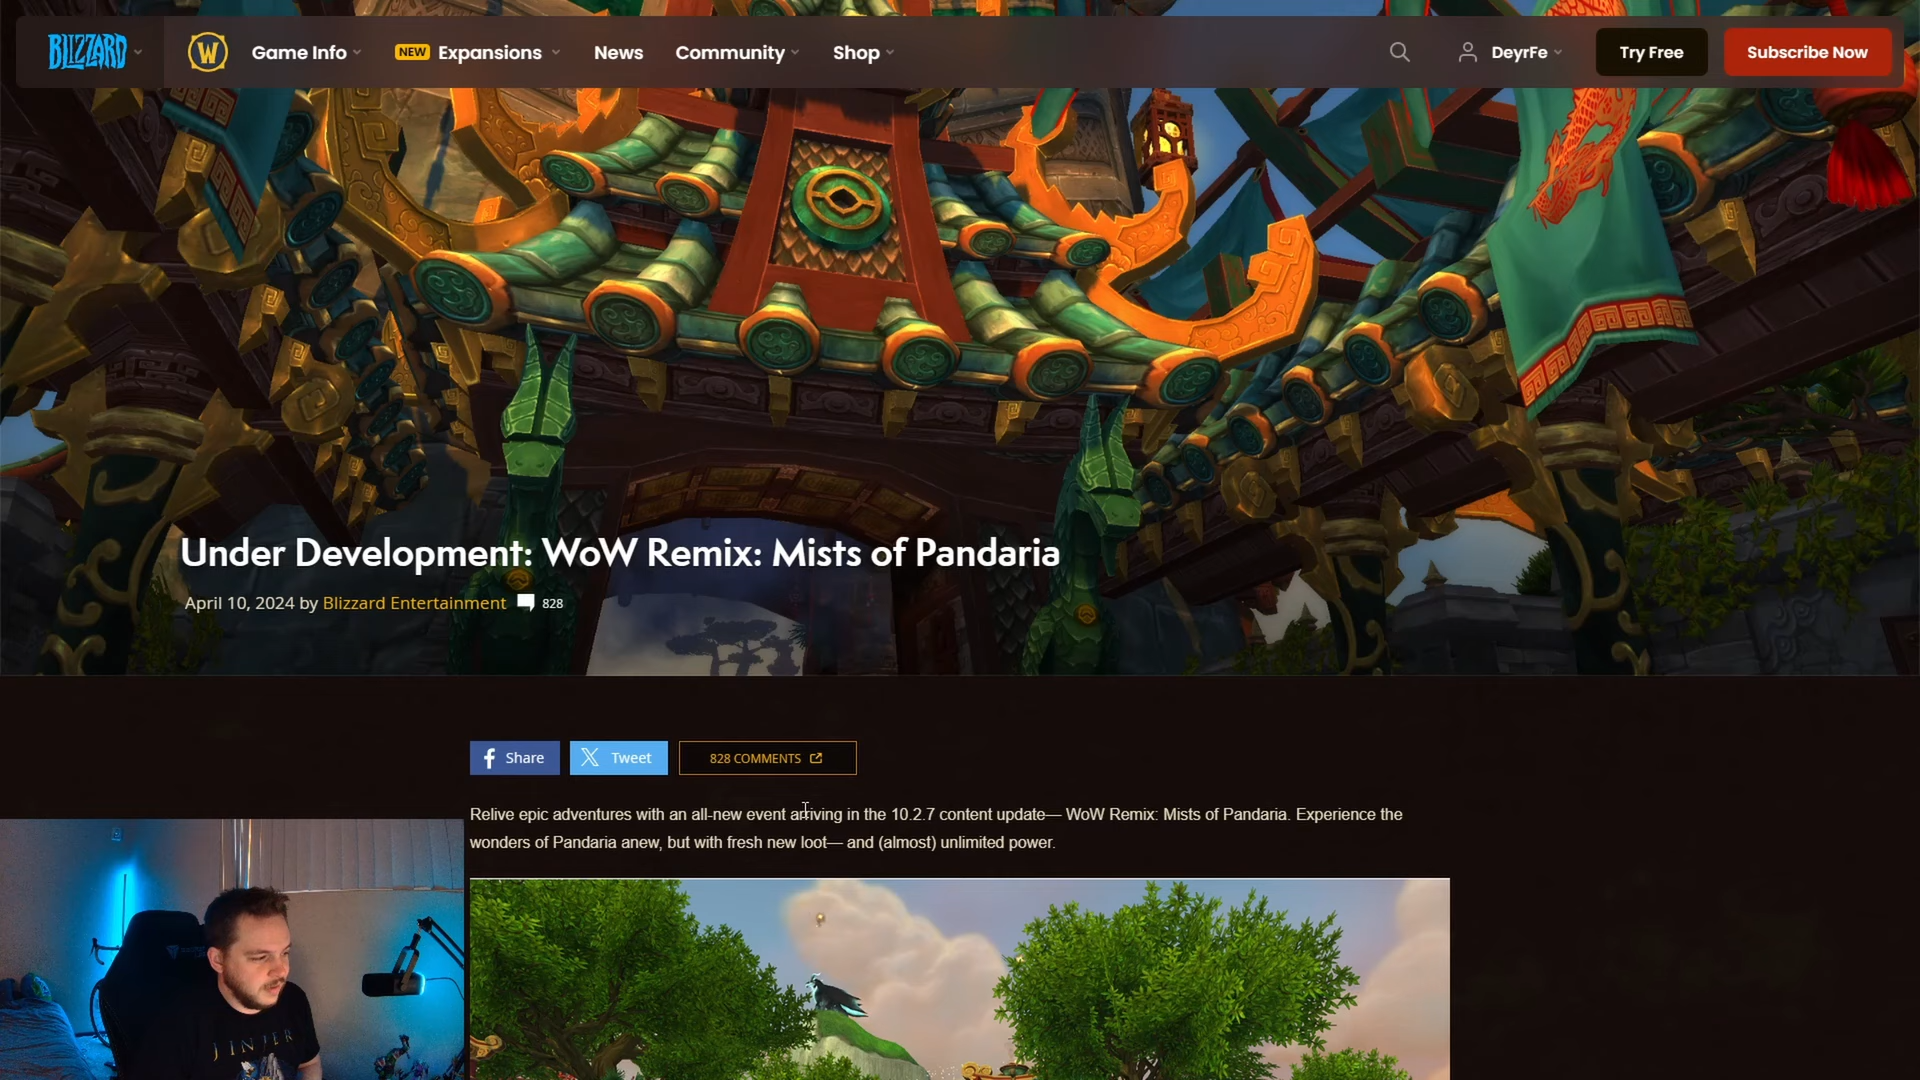 BLIZZARD
W
Game Info
NEW Expansions
News
Community
Shop
DeyrFe
Try Free
Subscribe Now
Under Development: WoW Remix: Mists of Pandaria
April 10, 2024 by Blizzard Entertainment 828
Share
Tweet
828 COMMENTS
Relive epic adventures with an all-new event arriving in the 10.2.7 content update— WoW Remix: Mists of Pandaria. Experience the
wonders of Pandaria anew, but with fresh new loot— and (almost) unlimited power.
JINJER